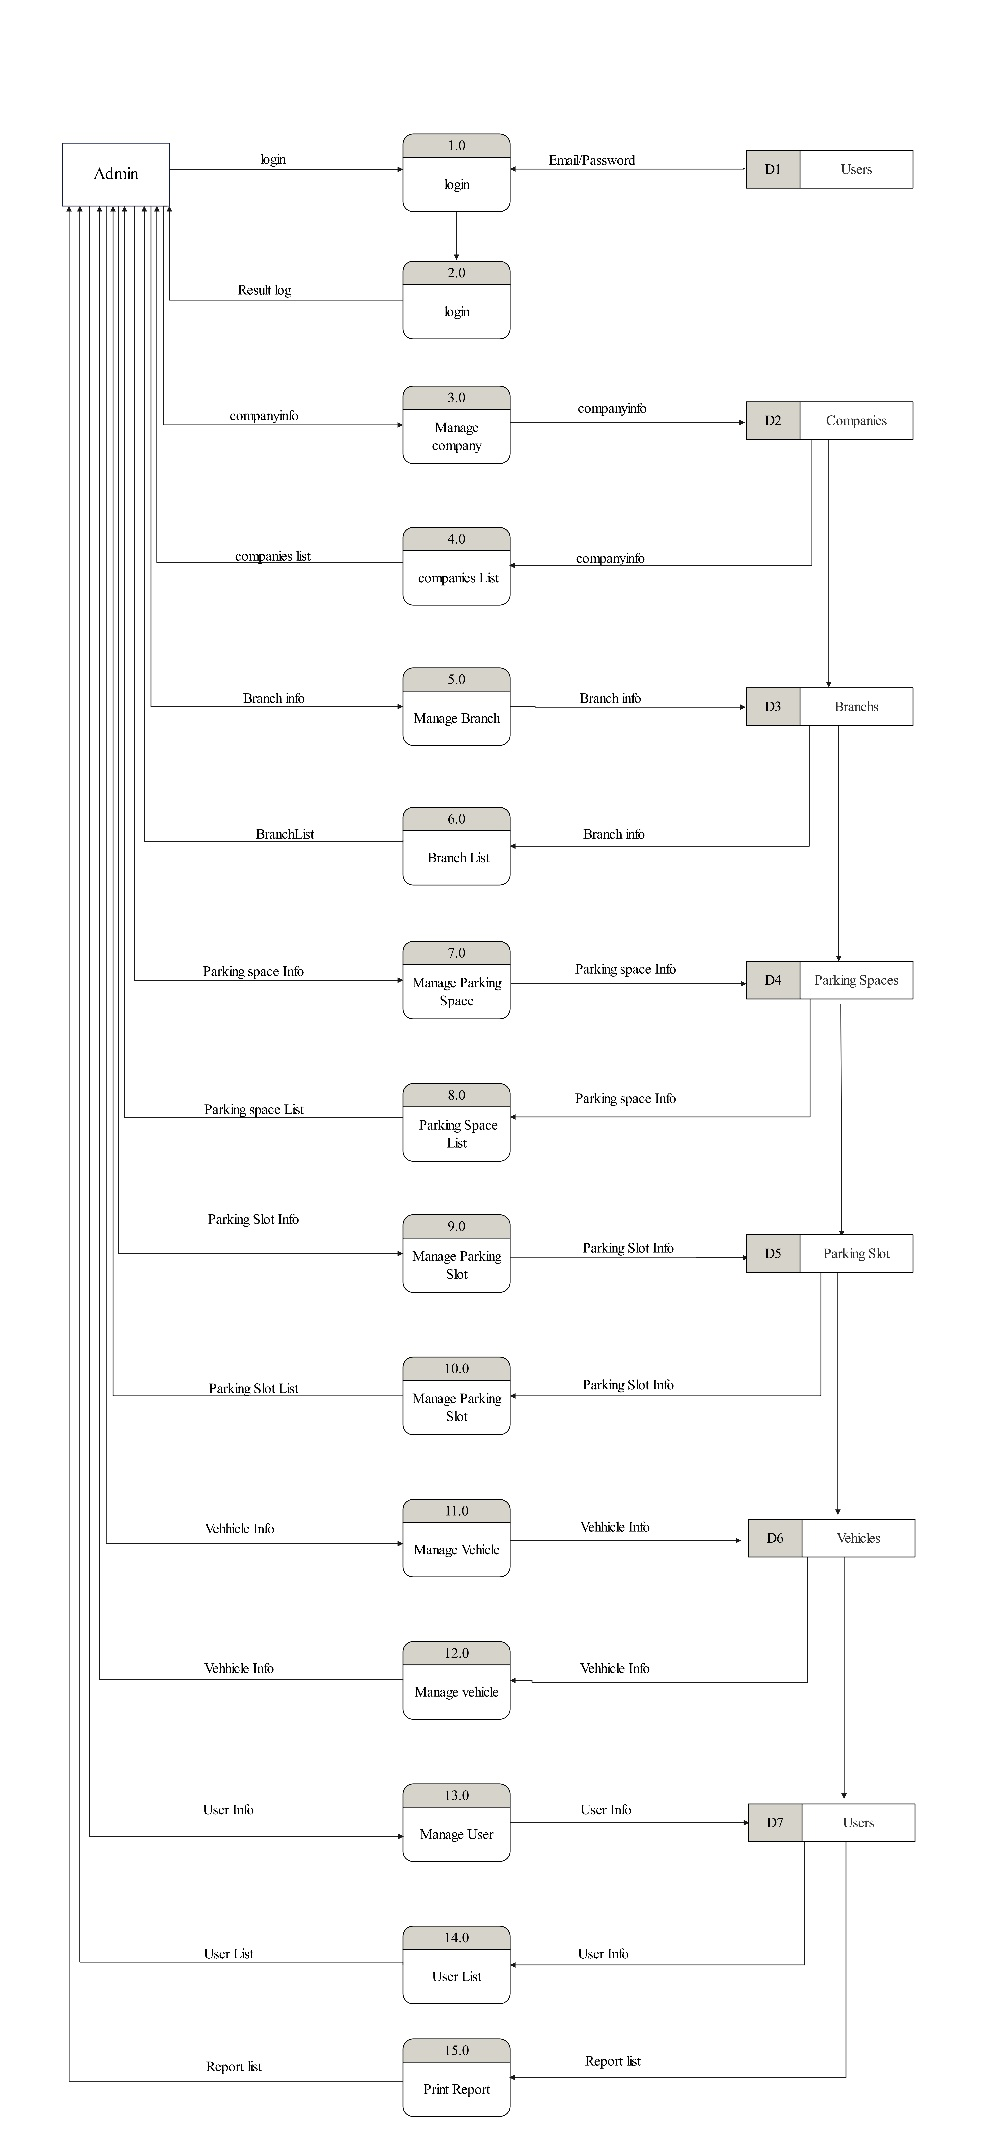 1.0
Admin
login
login
Email/Password
D1
Users
2.0
Result log
login
3.0
companyinfo
Manage
company
companyinfo
D2
Companies
4.0
companies list
companies List
companyinfo
5.0
Branch info
Manage Branch
Branch info
D3
Branchs
6.0
BranchList
Branch List
Branch info
7.0
Parking space Info
Manage Parking
Space
Parking space Info
D4
Parking Spaces
8.0
Parking space List
Parking Space
List
Parking space Info
9.0
Parking Slot Info
Manage Parking
Slot
Parking Slot Info
D5
Parking Slot
10.0
Parking Slot List
Manage Parking
Slot
Parking Slot Info
11.0
Vehhicle Info
Manage Vehicle
Vehhicle Info
D6
Vehicles
12.0
Vehhicle Info
Manage vehicle
Vehhicle Info
13.0
User Info
Manage User
User Info
D7
Users
14.0
User List
User List
User Info
15.0
Report list
Print Report
Report list